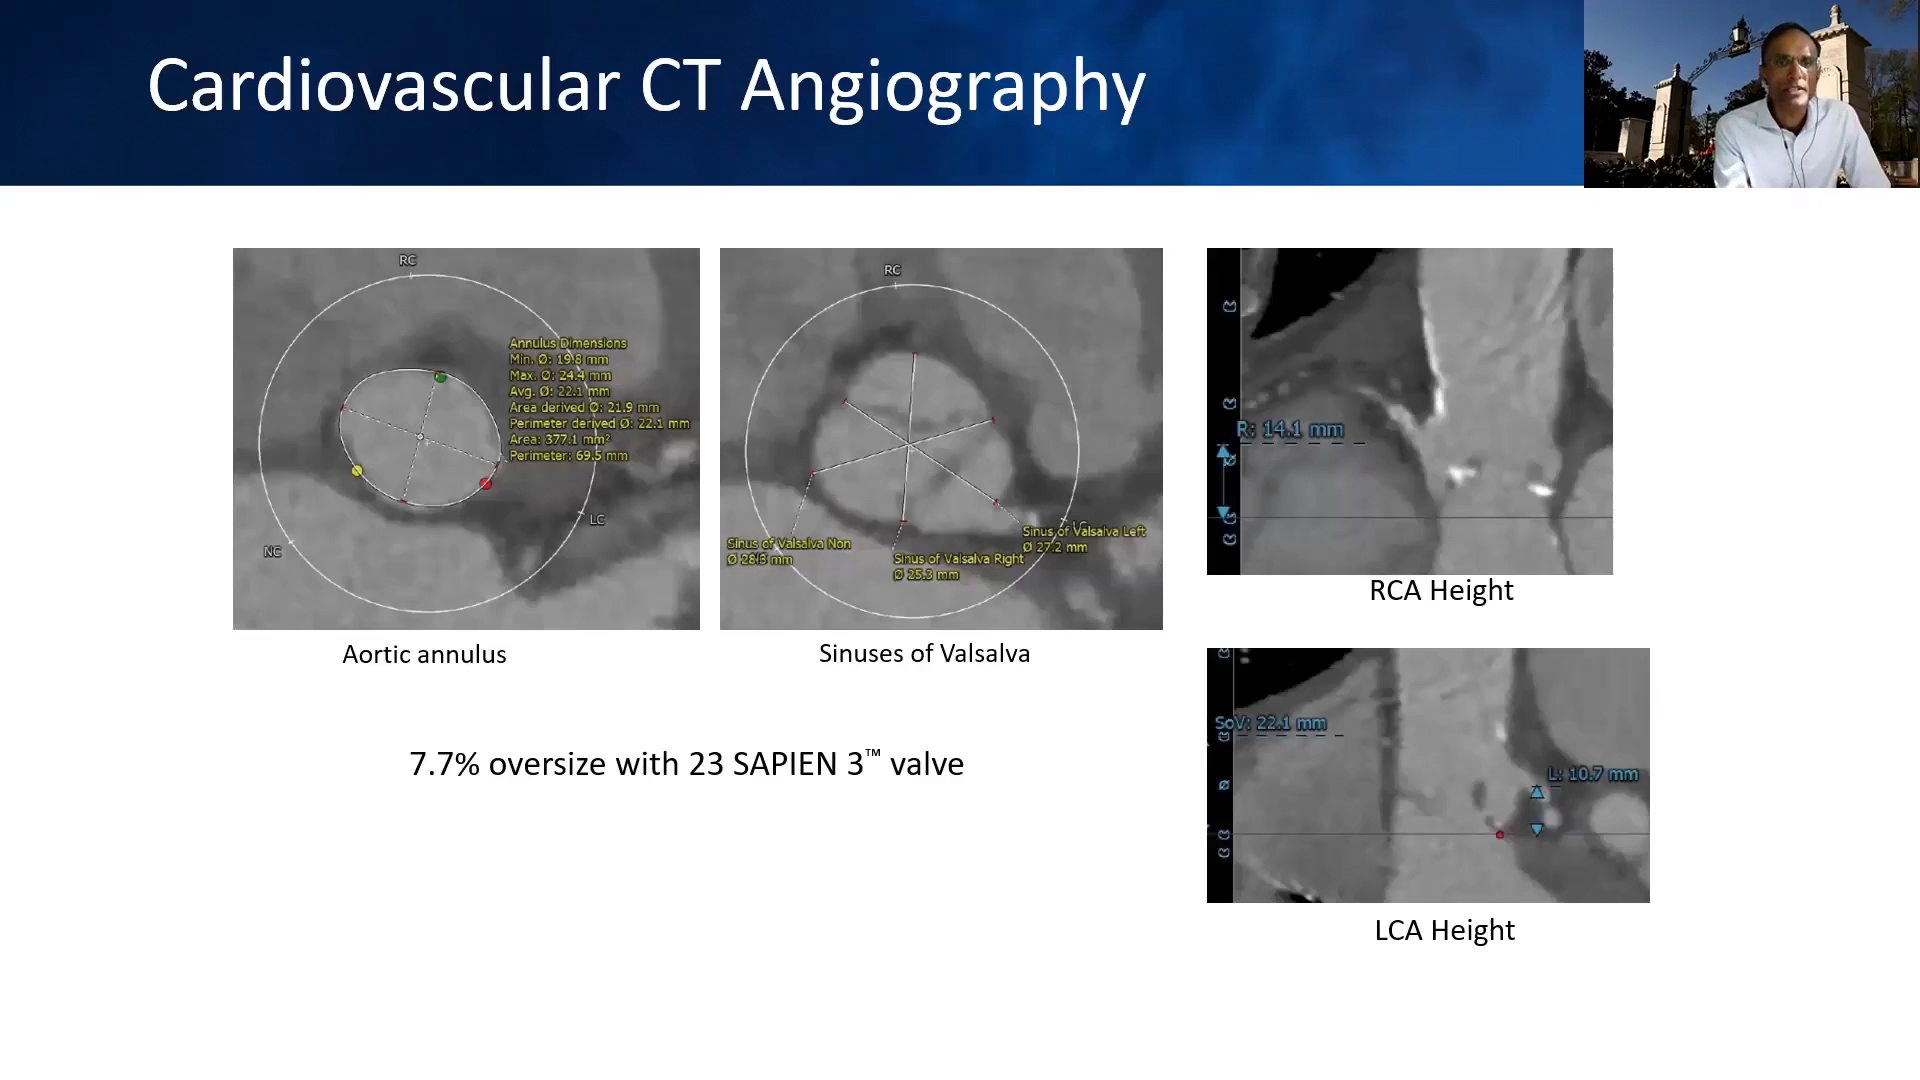 Cardiovascular CT Angiography
RC
Annulus Dimensions
Min. Ø: 19.8 mm
Max. Ø: 24.4 mm
Avg. Ø: 22.1 mm
Area derived Ø: 21.9 mm
Perimeter derived Ø: 22.1 mm
Area: 377.1 mm²
Perimeter: 69.5 mm
LC
NC
Aortic annulus
RC
LC
Sinus of Valsalva Left
Ø 27.2 mm
Sinus of Valsalva Non
Ø 28.3 mm
Sinus of Valsalva Right
Ø 25.3 mm
Sinuses of Valsalva
R: 14.1 mm
RCA Height
SoV: 22.1 mm
L: 10.7 mm
LCA Height
7.7% oversize with 23 SAPIEN 3™ valve